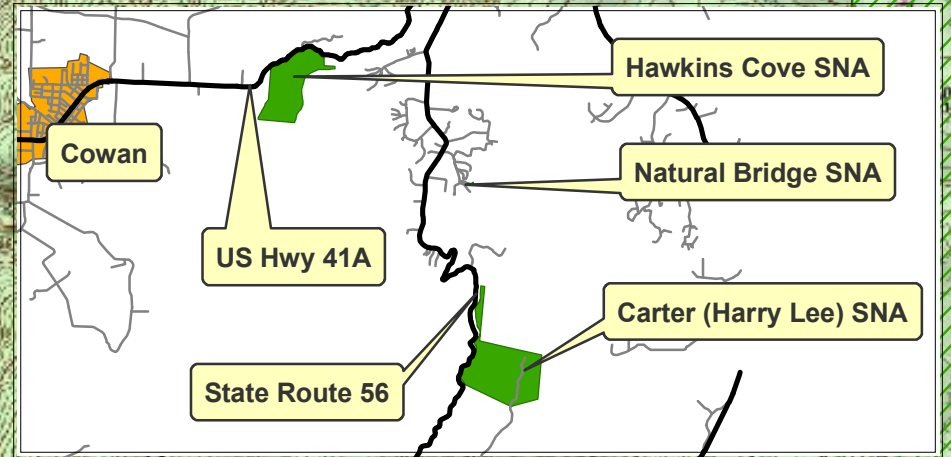 Hawkins Cove SNA
Cowan
Natural Bridge SNA
US Hwy 41A
Carter (Harry Lee) SNA
State Route 56